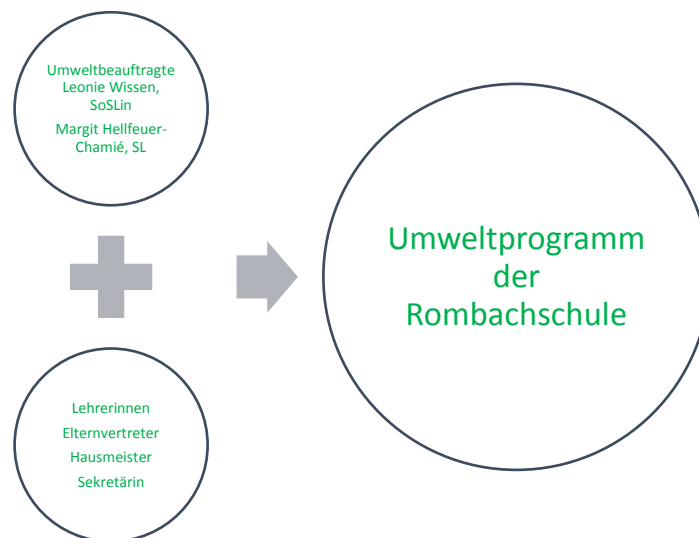 Umweltbeauftragte
Leonie Wissen,
SoSLin
Margit Hellfeuer-
Chamié, SL
Lehrerinnen
Elternvertreter
Hausmeister
Sekretärin
Umweltprogramm
der
Rombachschule